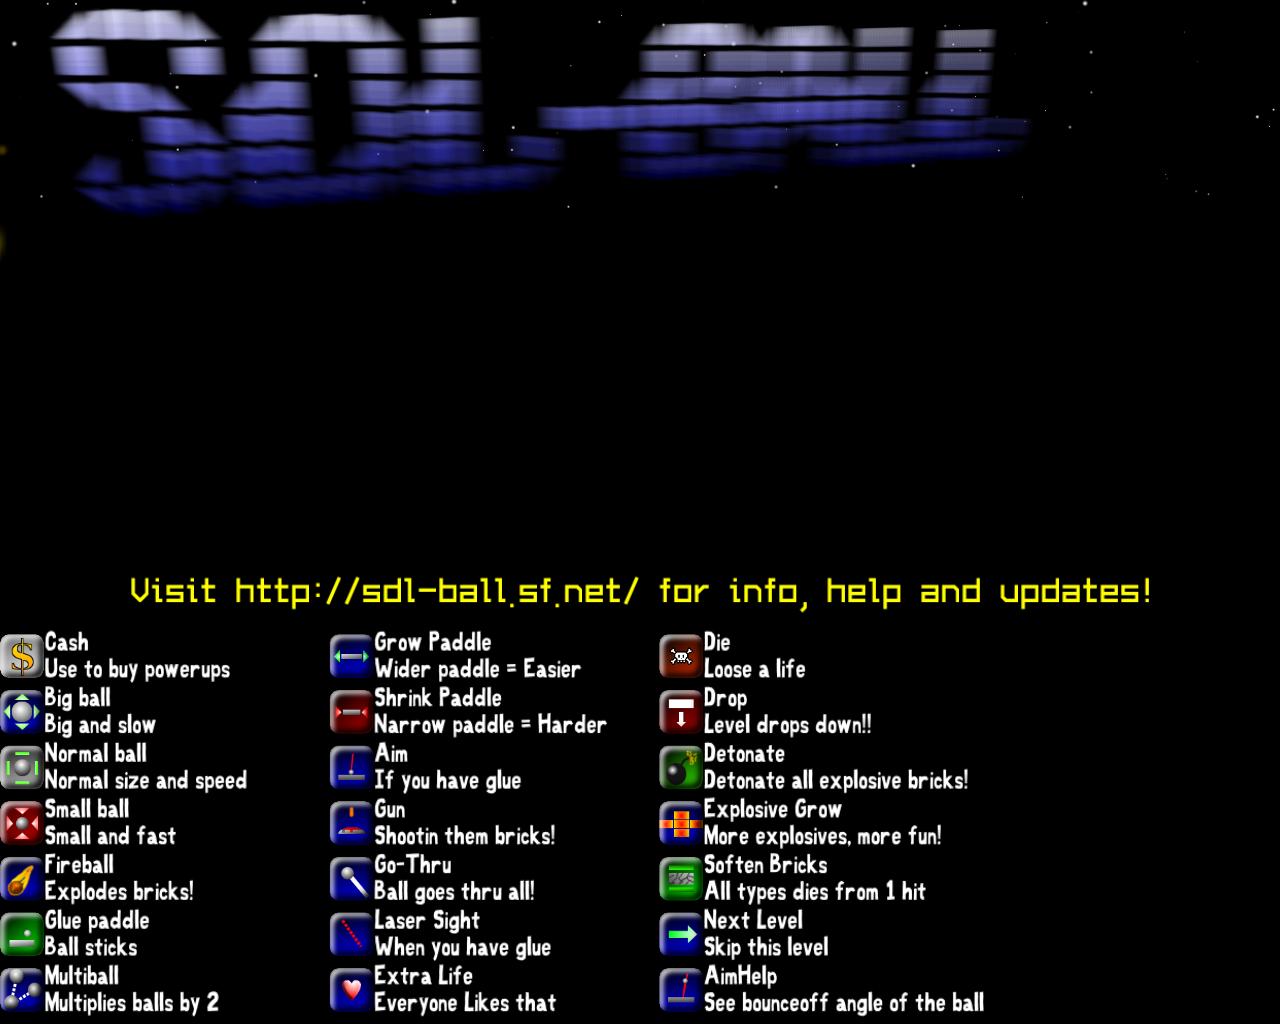 SDL-BALL
Visit http://sdl-ball.sf.net/ for info, help and updates!
Cash
Use to buy powerups
Big ball
Big and slow
Normal ball
Normal size and speed
Small ball
Small and fast
Fireball
Explodes bricks!
Glue paddle
Ball sticks
Multiball
Multiplies balls by 2
Grow Paddle
Wider paddle = Easier
Shrink Paddle
Narrow paddle = Harder
Aim
If you have glue
Gun
Shootin them bricks!
Go-Thru
Ball goes thru all!
Laser Sight
When you have glue
Extra Life
Everyone Likes that
Die
Loose a life
Drop
Level drops down!!
Detonate
Detonate all explosive bricks!
Explosive Grow
More explosives, more fun!
Soften Bricks
All types dies from 1 hit
Next Level
Skip this level
AimHelp
See bounceoff angle of the ball